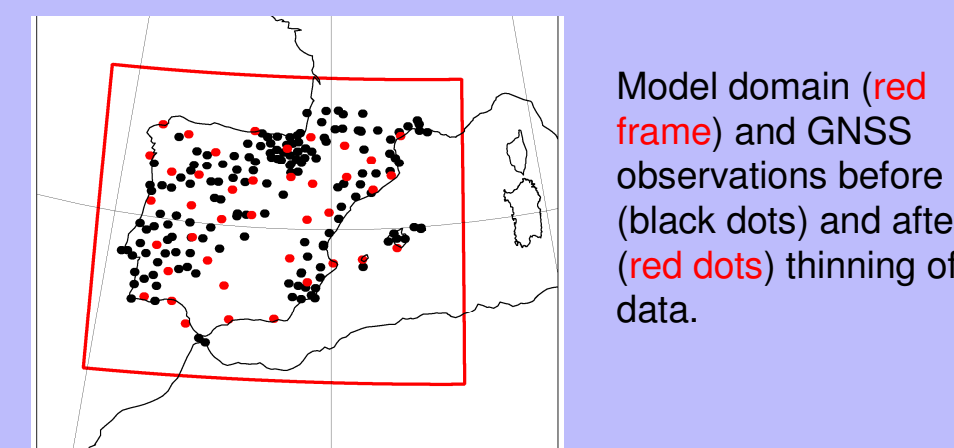 Model domain (red
frame) and GNSS
observations before
(black dots) and afte
(red dots) thinning of
data.